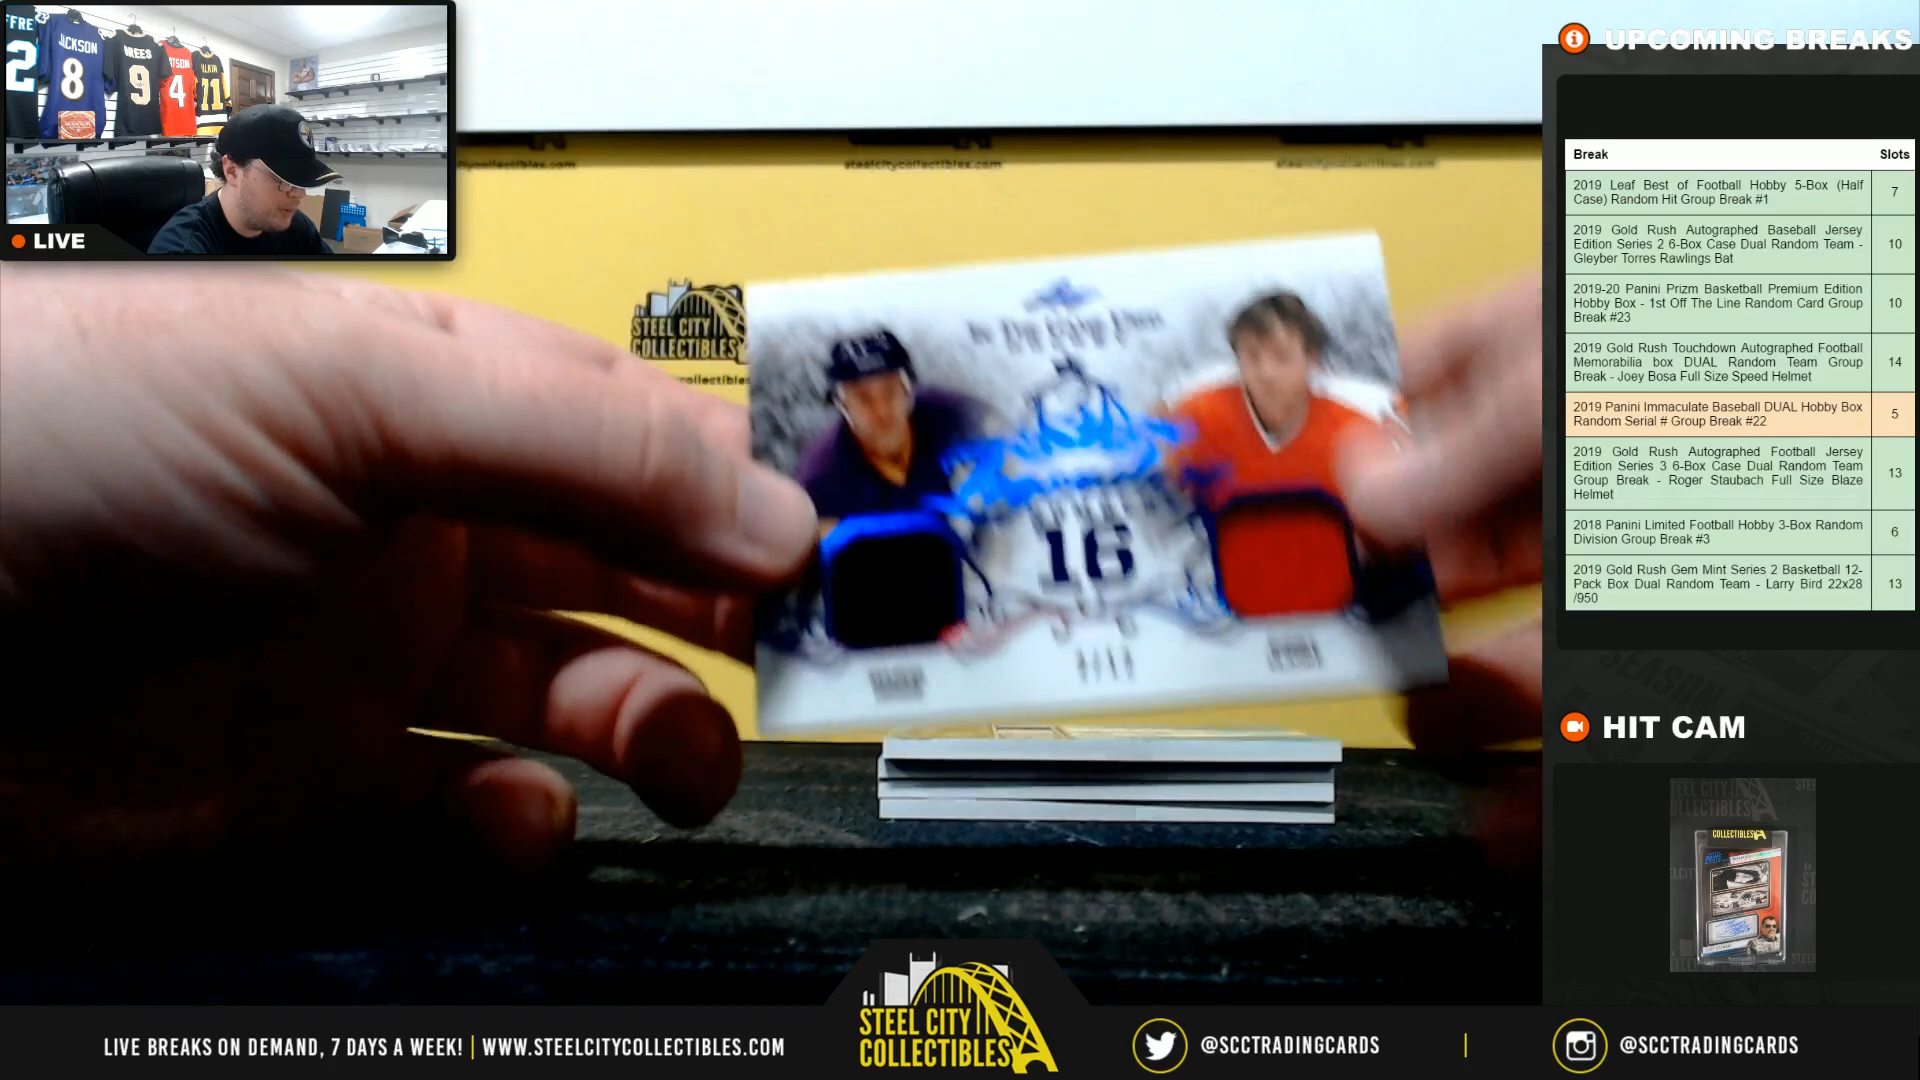 FFRE
2
JACKSON
8
BREES
9
4
71
LIVE
steelcitycollectibles.com
STEEL CITY
COLLECTIBLES
16
UPCOMING BREAKS
Break Slots
2019 Leaf Best of Football Hobby 5-Box (Half
Case) Random Hit Group Break #1
7
2019 Gold Rush Autographed Baseball Jersey
Edition Series 2 6-Box Case Dual Random Team -
Gleyber Torres Rawlings Bat
10
2019-20 Panini Prizm Basketball Premium Edition
Hobby Box - 1st Off The Line Random Card Group
Break #23
10
2019 Gold Rush Touchdown Autographed Football
Memorabilia box DUAL Random Team Group
Break - Joey Bosa Full Size Speed Helmet
14
2019 Panini Immaculate Baseball DUAL Hobby Box
Random Serial # Group Break #22
5
2019 Gold Rush Autographed Football Jersey
Edition Series 3 6-Box Case Dual Random Team
Group Break - Roger Staubach Full Size Blaze
Helmet
13
2018 Panini Limited Football Hobby 3-Box Random
Division Group Break #3
6
2019 Gold Rush Gem Mint Series 2 Basketball 12-
Pack Box Dual Random Team - Larry Bird 22x28
/950
13
HIT CAM
COLLECTIBLES
LIVE BREAKS ON DEMAND, 7 DAYS A WEEK! | WWW.STEELCITYCOLLECTIBLES.COM
STEEL CITY
COLLECTIBLES
@SCCTRADINGCARDS
@SCCTRADINGCARDS